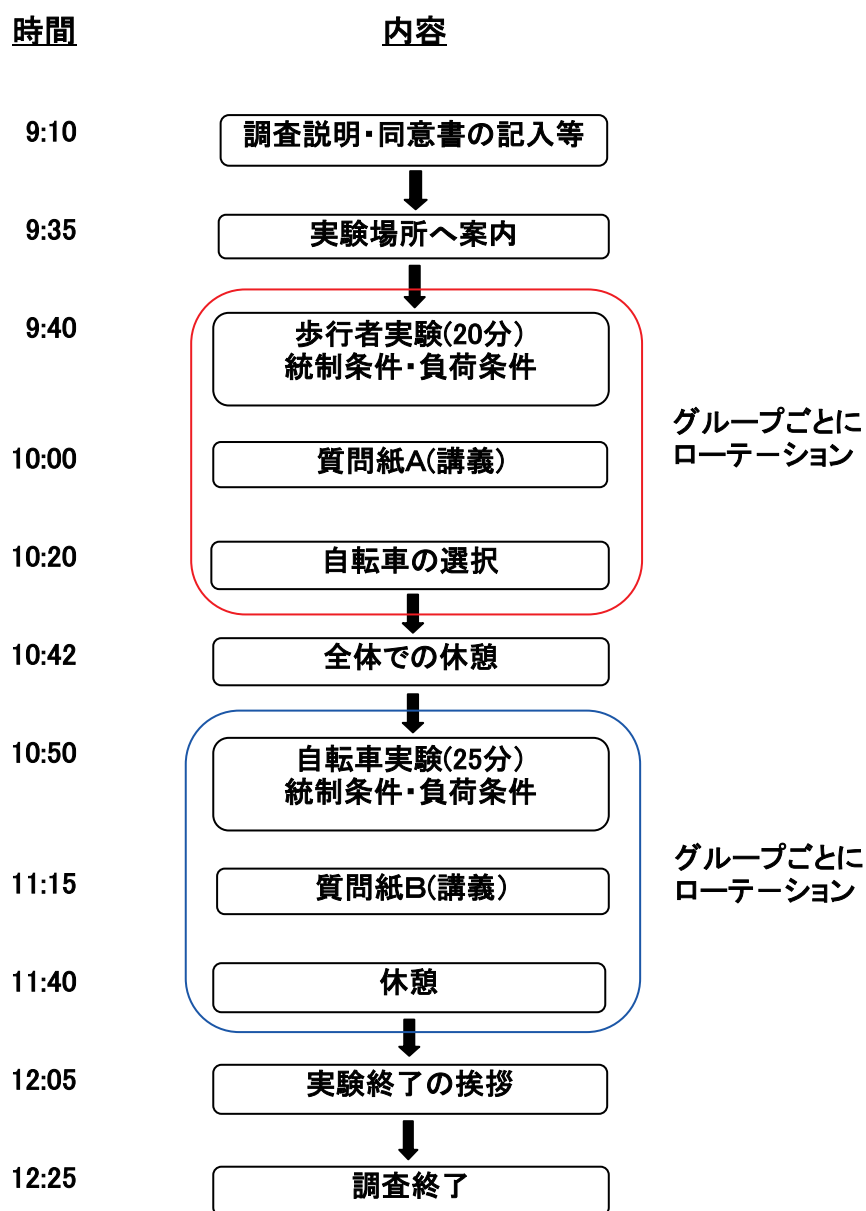 時間 内容
9:10 調査説明・同意書の記入等
9:35 実験場所へ案内
9:40 歩行者実験(20分)
統制条件・負荷条件
グループごとに
ローテーション
10:00 質問紙A(講義)
10:20 自転車の選択
10:42 全体での休憩
10:50 自転車実験(25分)
統制条件・負荷条件
グループごとに
ローテーション
11:15 質問紙B(講義)
11:40 休憩
12:05 実験終了の挨拶
12:25 調査終了